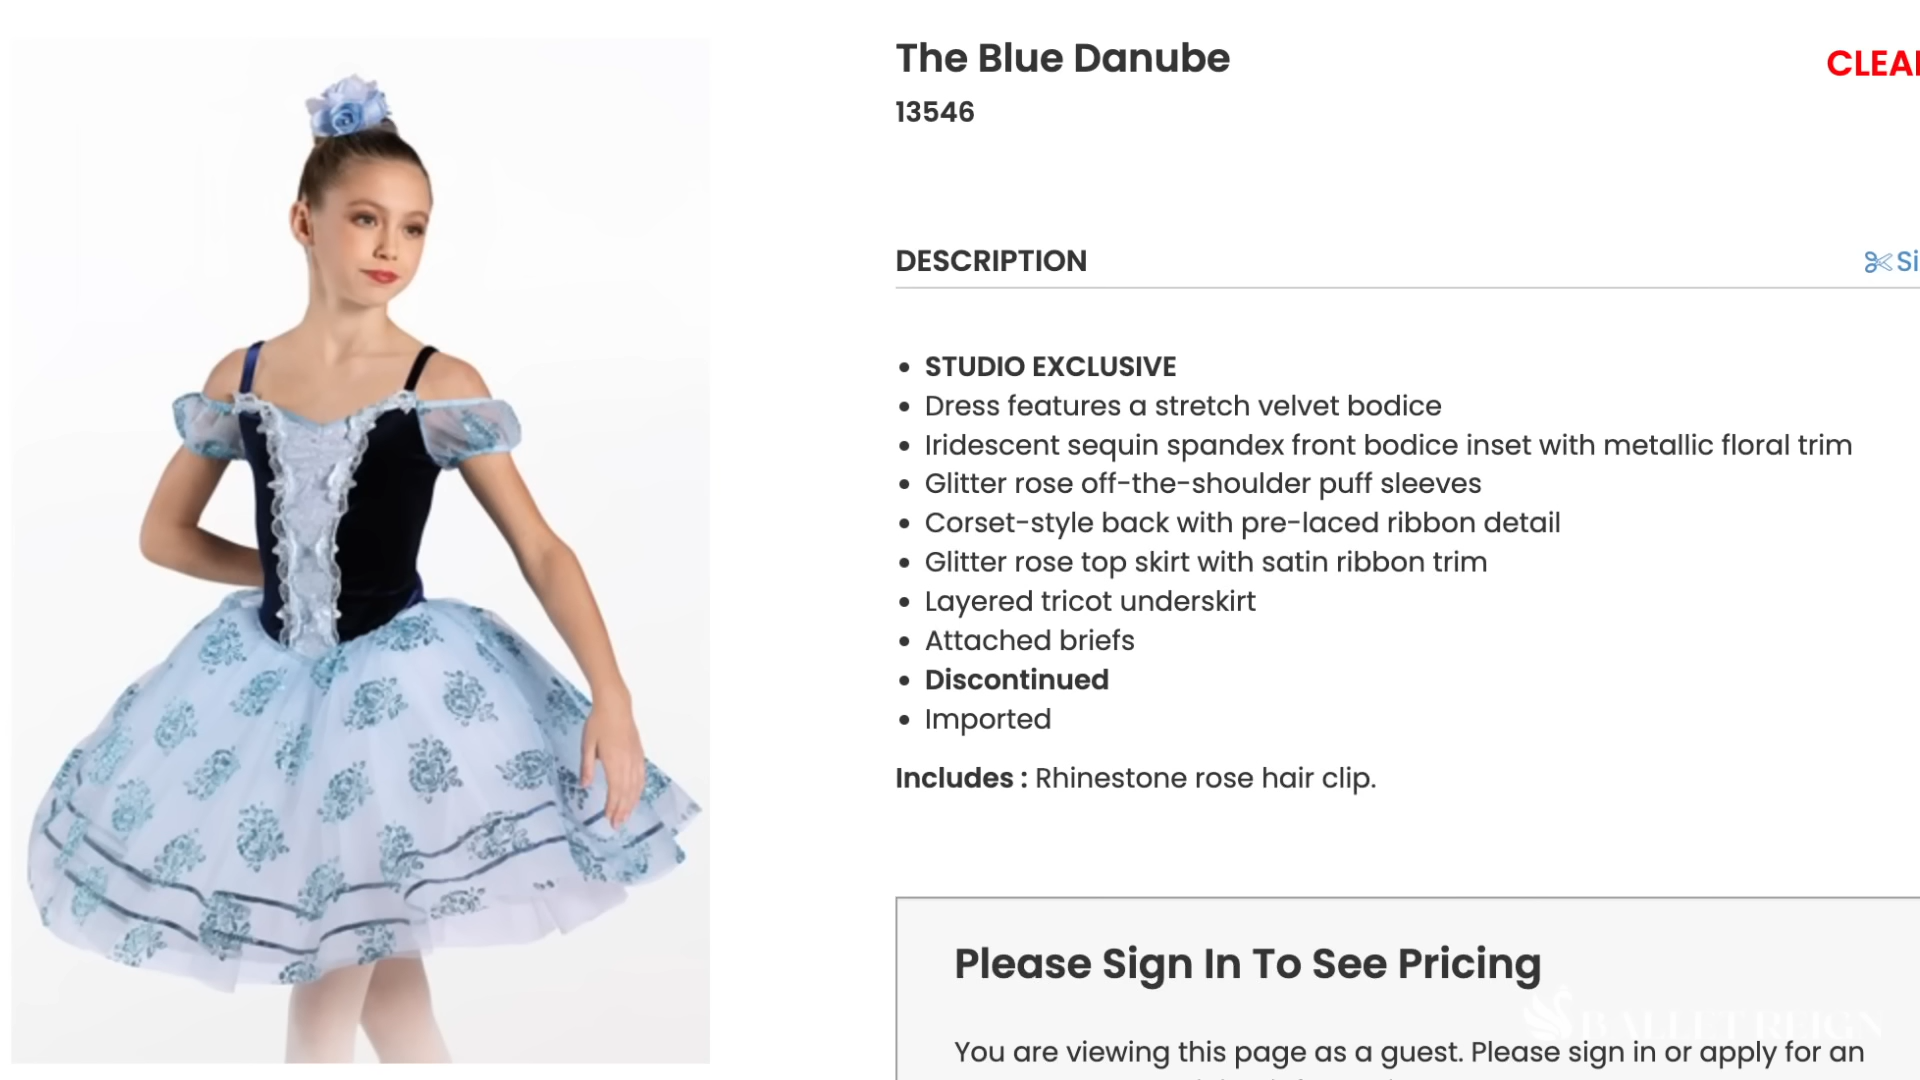 The Blue Danube
CLEA
13546
DESCRIPTION
Si
STUDIO EXCLUSIVE
Dress features a stretch velvet bodice
Iridescent sequin spandex front bodice inset with metallic floral trim
Glitter rose off-the-shoulder puff sleeves
Corset-style back with pre-laced ribbon detail
Glitter rose top skirt with satin ribbon trim
Layered tricot underskirt
Attached briefs
Discontinued
Imported
Includes : Rhinestone rose hair clip.
Please Sign In To See Pricing
BALLET REIGN
You are viewing this page as a guest. Please sign in or apply for an